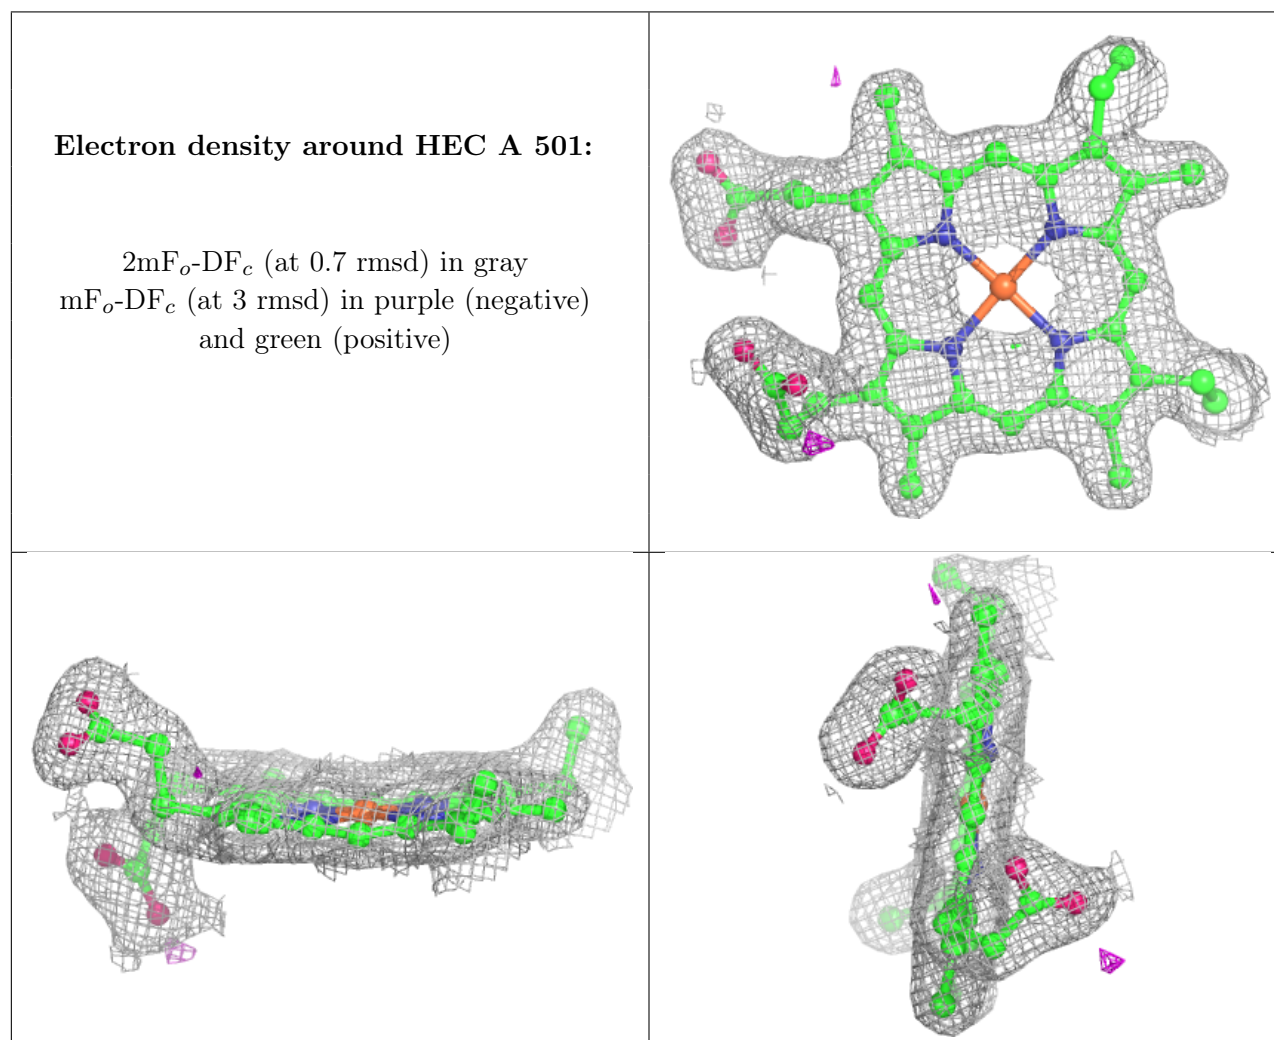 Electron density around HEC A 501:
2mFo-DFc (at 0.7 rmsd) in gray
mFo-DFc (at 3 rmsd) in purple (negative)
and green (positive)